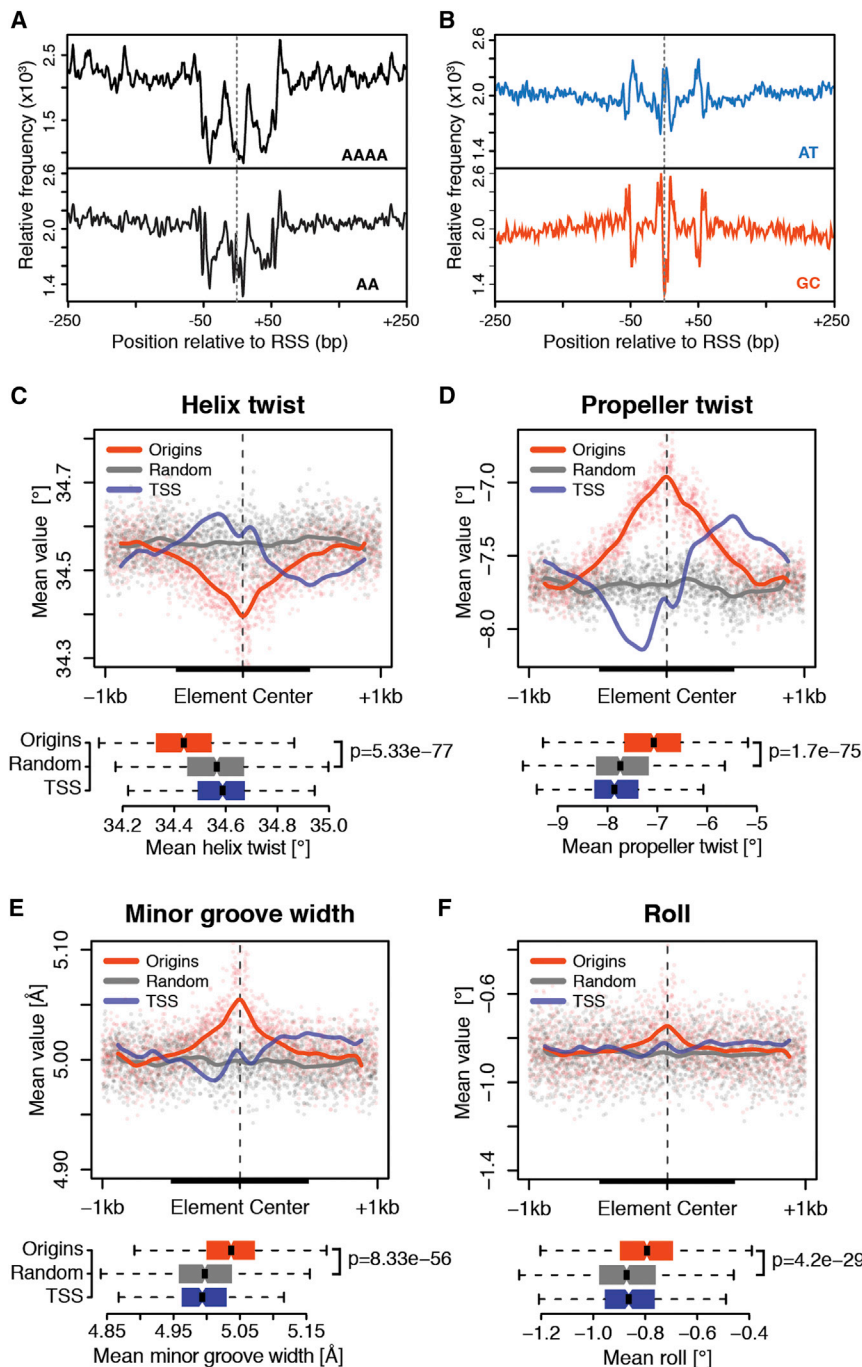 A
Relative frequency (x10³)
2.5
1.5
AAAA
2.6
2.0
1.4
AA
-250
-50
+50
+250
Position relative to RSS (bp)
B
Relative frequency (x10³)
2.6
2.0
1.4
AT
2.6
2.0
1.4
GC
-250
-50
+50
+250
Position relative to RSS (bp)
C
Helix twist
Mean value [°]
34.7
34.5
34.3
Origins
Random
TSS
−1kb
Element Center
+1kb
Origins
Random
TSS
p=5.33e−77
34.2
34.4
34.6
34.8
35.0
Mean helix twist [°]
D
Propeller twist
Mean value [°]
−7.0
−7.5
−8.0
Origins
Random
TSS
−1kb
Element Center
+1kb
p=1.7e−75
−9
−8
−7
−6
−5
Mean propeller twist [°]
E
Minor groove width
Mean value [Å]
5.10
5.00
4.90
Origins
Random
TSS
−1kb
Element Center
+1kb
Origins
Random
TSS
p=8.33e−56
4.85
4.95
5.05
5.15
Mean minor groove width [Å]
F
Roll
Mean value [°]
−0.6
−1.0
−1.4
Origins
Random
TSS
−1kb
Element Center
+1kb
p=4.2e−29
−1.2
−1.0
−0.8
−0.6
−0.4
Mean roll [°]